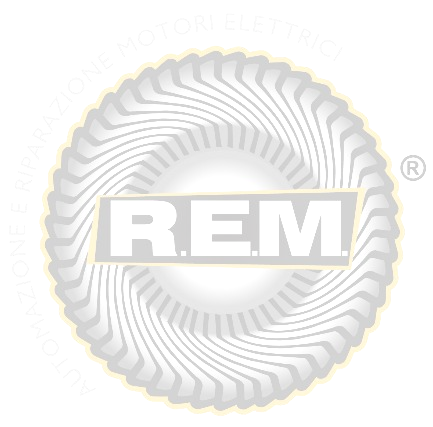 AUTOMAZIONE E RIPARAZIONE MOTORI ELETTRICI
R.E.M.
®